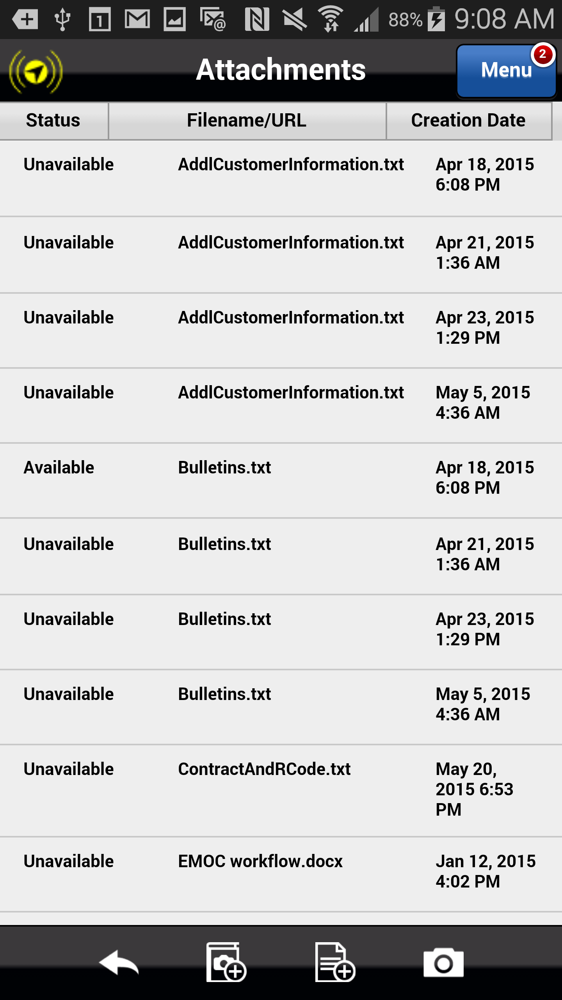 1 @ 88% 9:08 AM
Attachments Menu 2
Status Filename/URL Creation Date
Unavailable AddlCustomerInformation.txt Apr 18, 2015
6:08 PM
Unavailable AddlCustomerInformation.txt Apr 21, 2015
1:36 AM
Unavailable AddlCustomerInformation.txt Apr 23, 2015
1:29 PM
Unavailable AddlCustomerInformation.txt May 5, 2015
4:36 AM
Available Bulletins.txt Apr 18, 2015
6:08 PM
Unavailable Bulletins.txt Apr 21, 2015
1:36 AM
Unavailable Bulletins.txt Apr 23, 2015
1:29 PM
Unavailable Bulletins.txt May 5, 2015
4:36 AM
Unavailable ContractAndRCode.txt May 20,
2015 6:53
PM
Unavailable EMOC workflow.docx Jan 12, 2015
4:02 PM